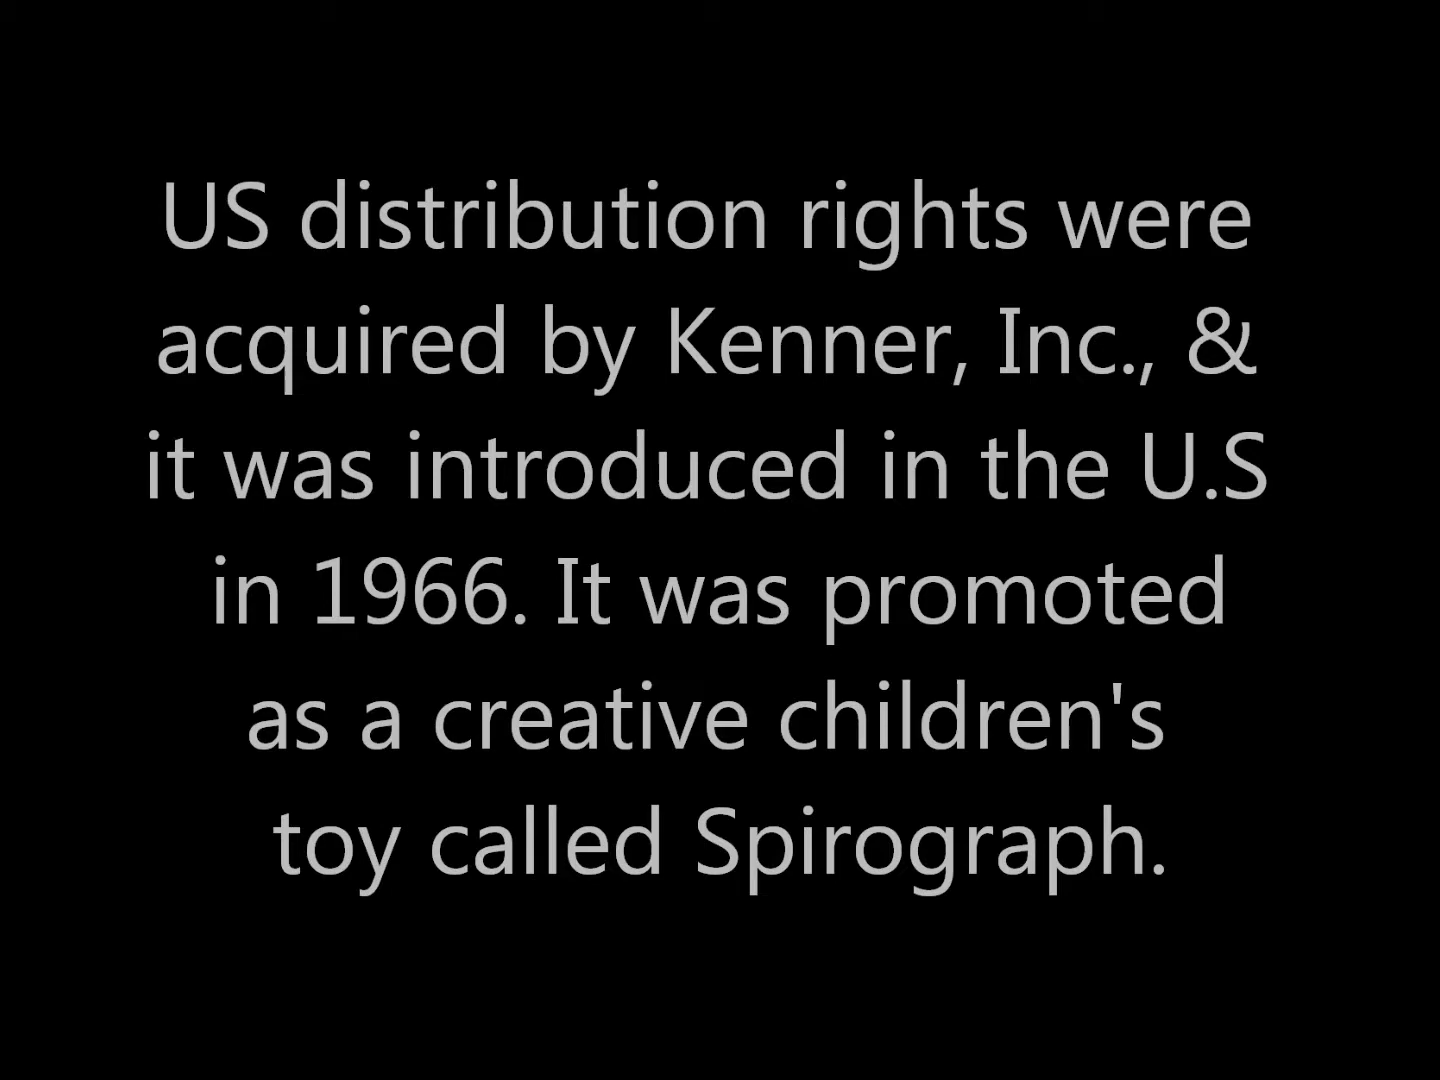 US distribution rights were
acquired by Kenner, Inc., &
it was introduced in the U.S
in 1966. It was promoted
as a creative children's
toy called Spirograph.